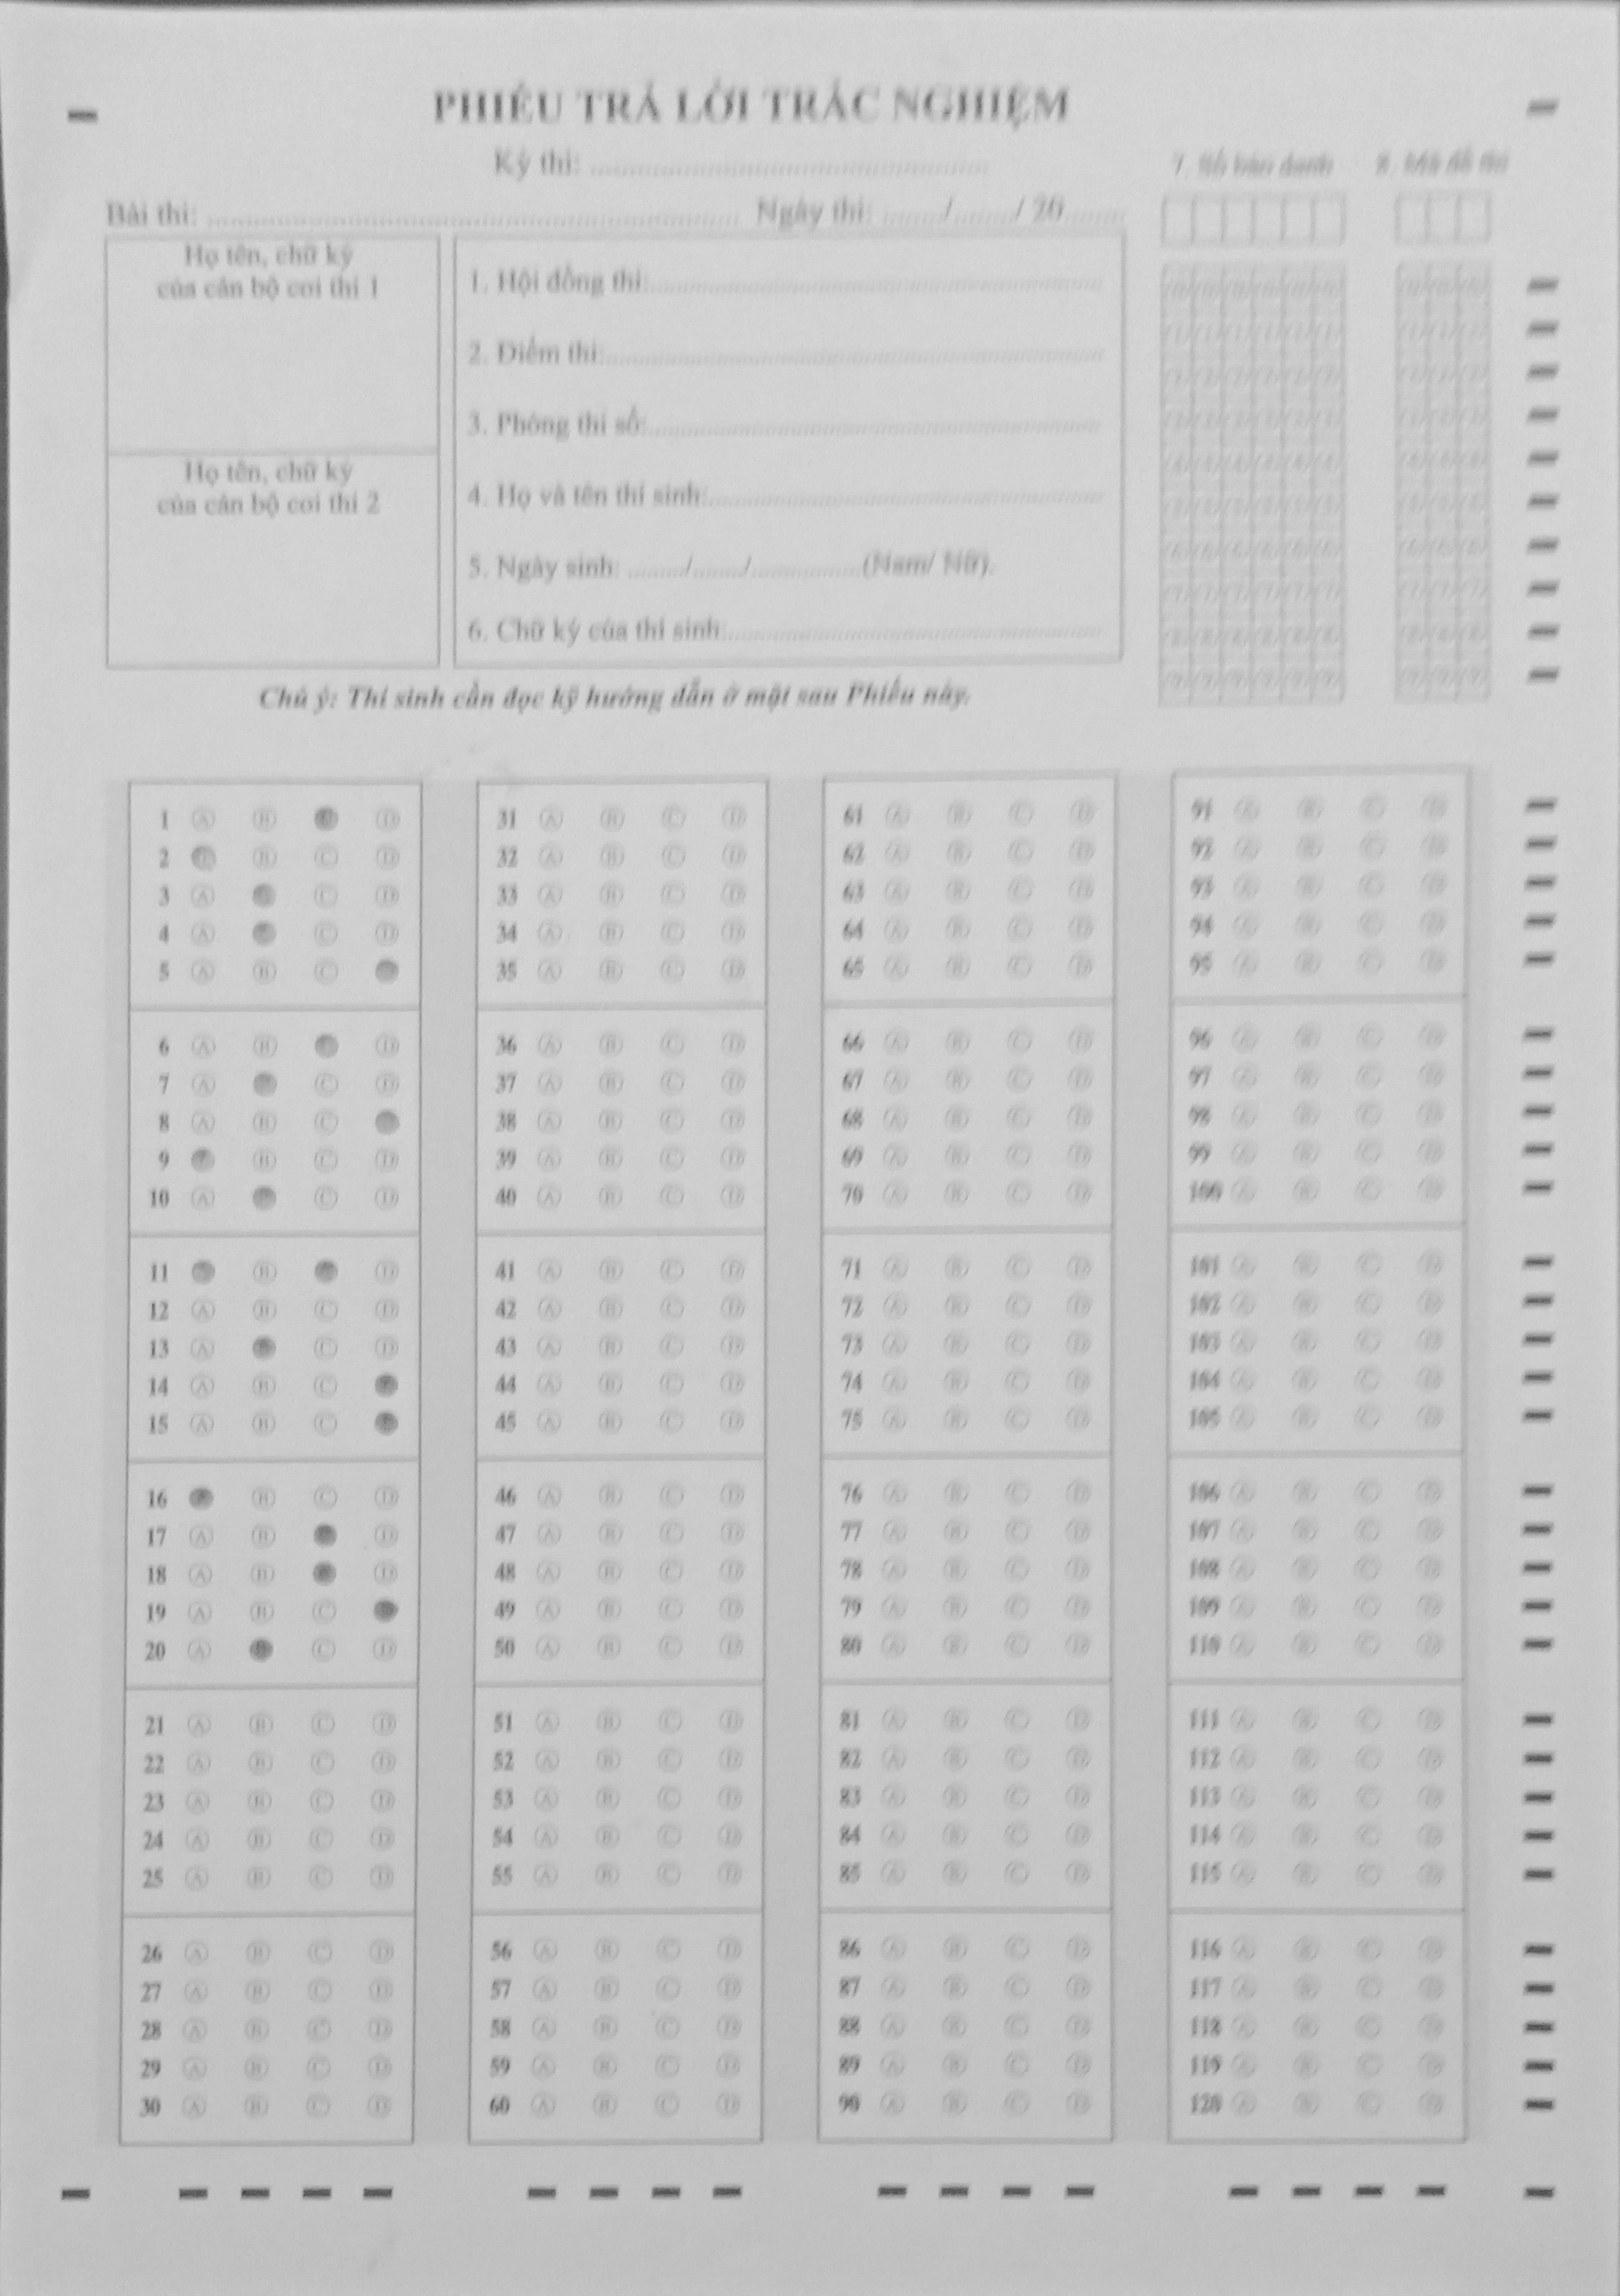 PHIẾU TRẢ LỜI TRẮC NGHIỆM
Kỳ thi: ................................................
7. Số báo danh 8. Mã đề thi
Bài thi: ................................................ Ngày thi: ......./......./ 20.......
Họ tên, chữ ký
của cán bộ coi thi 1
Họ tên, chữ ký
của cán bộ coi thi 2
1. Hội đồng thi:................................................
2. Điểm thi:................................................
3. Phòng thi số:................................................
4. Họ và tên thí sinh:................................................
5. Ngày sinh: ........./......../.................(Nam/ Nữ).
6. Chữ ký của thí sinh:................................................
Chú ý: Thí sinh cần đọc kỹ hướng dẫn ở mặt sau Phiếu này.
1 A B D
2 B C D
3 A C D
4 A C D
5 A B C
6 A B D
7 A C D
8 A B C
9 B C D
10 A C D
11 B D
12 A B C D
13 A C D
14 A B C
15 A B C
16 B C D
17 A B D
18 A B D
19 A B C
20 A C D
21 A B C D
22 A B C D
23 A B C D
24 A B C D
25 A B C D
26 A B C D
27 A B C D
28 A B C D
29 A B C D
30 A B C D
31 A B C D
32 A B C D
33 A B C D
34 A B C D
35 A B C D
36 A B C D
37 A B C D
38 A B C D
39 A B C D
40 A B C D
41 A B C D
42 A B C D
43 A B C D
44 A B C D
45 A B C D
46 A B C D
47 A B C D
48 A B C D
49 A B C D
50 A B C D
51 A B C D
52 A B C D
53 A B C D
54 A B C D
55 A B C D
56 A B C D
57 A B C D
58 A B C D
59 A B C D
60 A B C D
61 A B C D
62 A B C D
63 A B C D
64 A B C D
65 A B C D
66 A B C D
67 A B C D
68 A B C D
69 A B C D
70 A B C D
71 A B C D
72 A B C D
73 A B C D
74 A B C D
75 A B C D
76 A B C D
77 A B C D
78 A B C D
79 A B C D
80 A B C D
81 A B C D
82 A B C D
83 A B C D
84 A B C D
85 A B C D
86 A B C D
87 A B C D
88 A B C D
89 A B C D
90 A B C D
91 A B C D
92 A B C D
93 A B C D
94 A B C D
95 A B C D
96 A B C D
97 A B C D
98 A B C D
99 A B C D
100 A B C D
101 A B C D
102 A B C D
103 A B C D
104 A B C D
105 A B C D
106 A B C D
107 A B C D
108 A B C D
109 A B C D
110 A B C D
111 A B C D
112 A B C D
113 A B C D
114 A B C D
115 A B C D
116 A B C D
117 A B C D
118 A B C D
119 A B C D
120 A B C D